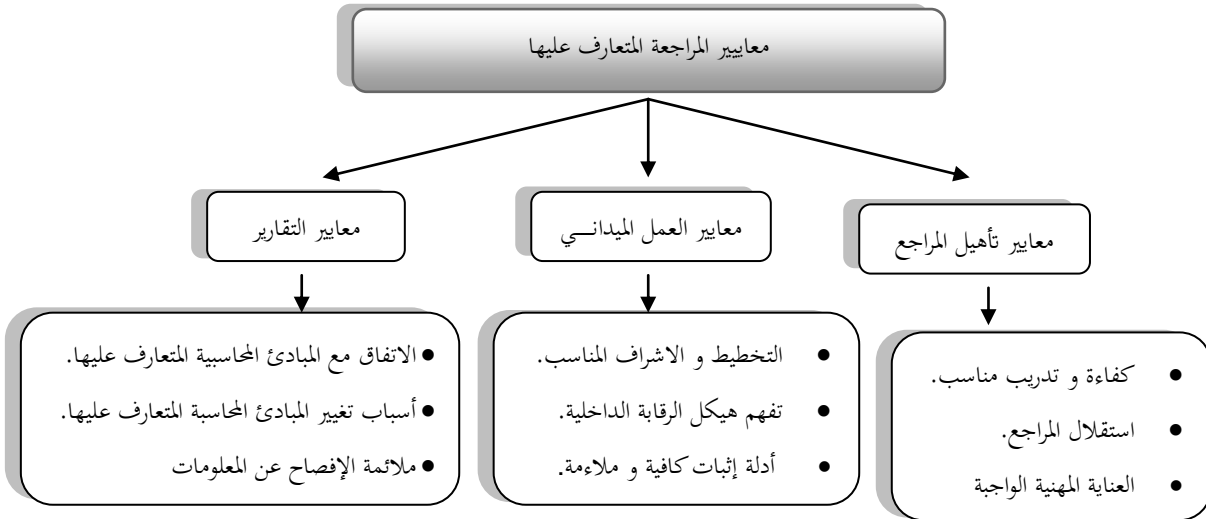 معاييير المراجعة المتعارف عليها
معايير تأهيل المراجع
معايير العمل الميدانـــي
معايير التقارير
• كفاءة و تدريب مناسب.
• استقلال المراجع.
• العناية المهنية الواجبة
• التخطيط و الاشراف المناسب.
• تفهم هيكل الرقابة الداخلية.
• أدلة إثبات كافية و ملاءمة.
• الاتفاق مع المبادئ المحاسبية المتعارف عليها.
• أسباب تغيير المبادئ المحاسبة المتعارف عليها.
• ملائمة الإفصاح عن المعلومات